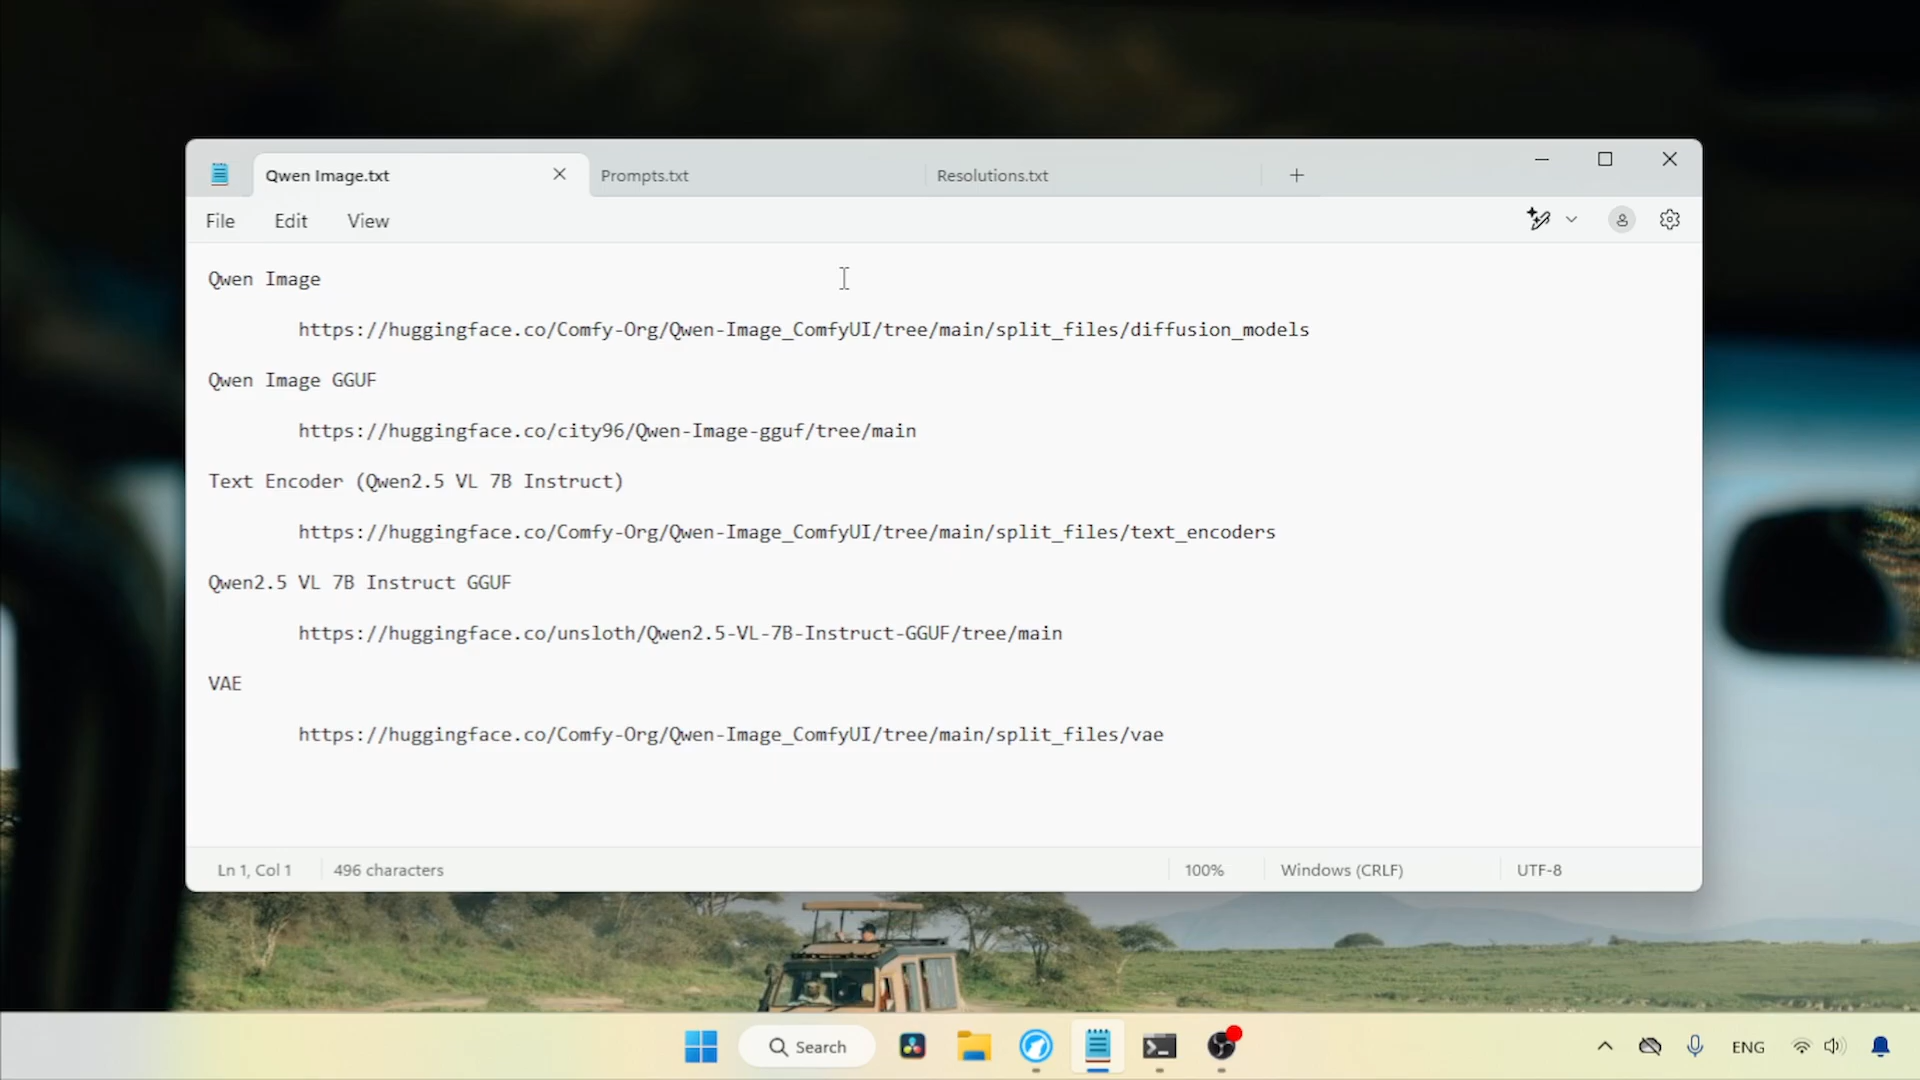 Qwen Image.txt
Prompts.txt
Resolutions.txt
File Edit View
Qwen Image
https://huggingface.co/Comfy-Org/Qwen-Image_ComfyUI/tree/main/split_files/diffusion_models
Qwen Image GGUF
https://huggingface.co/city96/Qwen-Image-gguf/tree/main
Text Encoder (Qwen2.5 VL 7B Instruct)
https://huggingface.co/Comfy-Org/Qwen-Image_ComfyUI/tree/main/split_files/text_encoders
Qwen2.5 VL 7B Instruct GGUF
https://huggingface.co/unsloth/Qwen2.5-VL-7B-Instruct-GGUF/tree/main
VAE
https://huggingface.co/Comfy-Org/Qwen-Image_ComfyUI/tree/main/split_files/vae
Ln 1, Col 1
496 characters
100%
Windows (CRLF)
UTF-8
Search
ENG